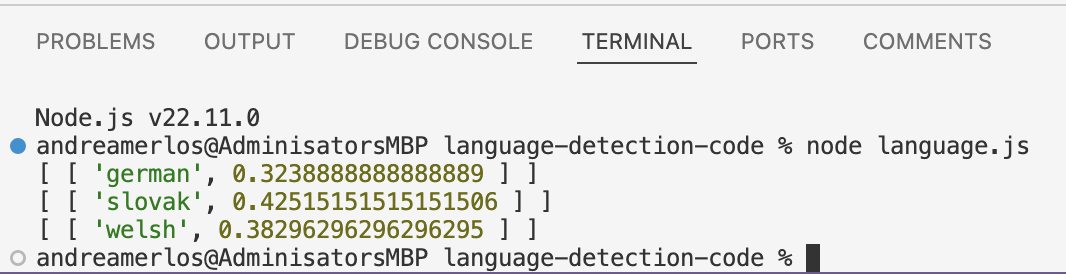 PROBLEMS OUTPUT DEBUG CONSOLE TERMINAL PORTS COMMENTS
Node.js v22.11.0
andreamerlos@AdminisatorsMBP language-detection-code % node language.js
[ [ 'german', 0.3238888888888889 ] ]
[ [ 'slovak', 0.42515151515151506 ] ]
[ [ 'welsh', 0.38296296296296295 ] ]
andreamerlos@AdminisatorsMBP language-detection-code %